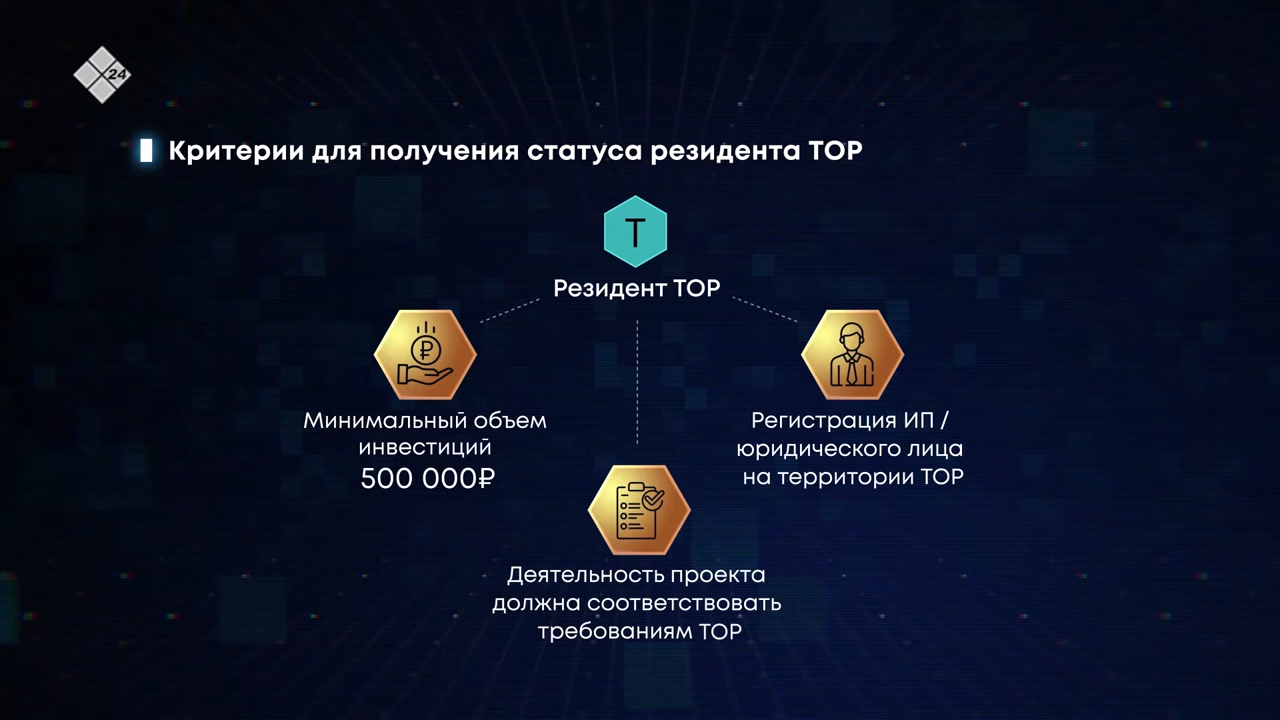 24
Критерии для получения статуса резидента ТОР
Т
Резидент ТОР
Минимальный объем
инвестиций
500 000₽
Регистрация ИП /
юридического лица
на территории ТОР
Деятельность проекта
должна соответствовать
требованиям ТОР